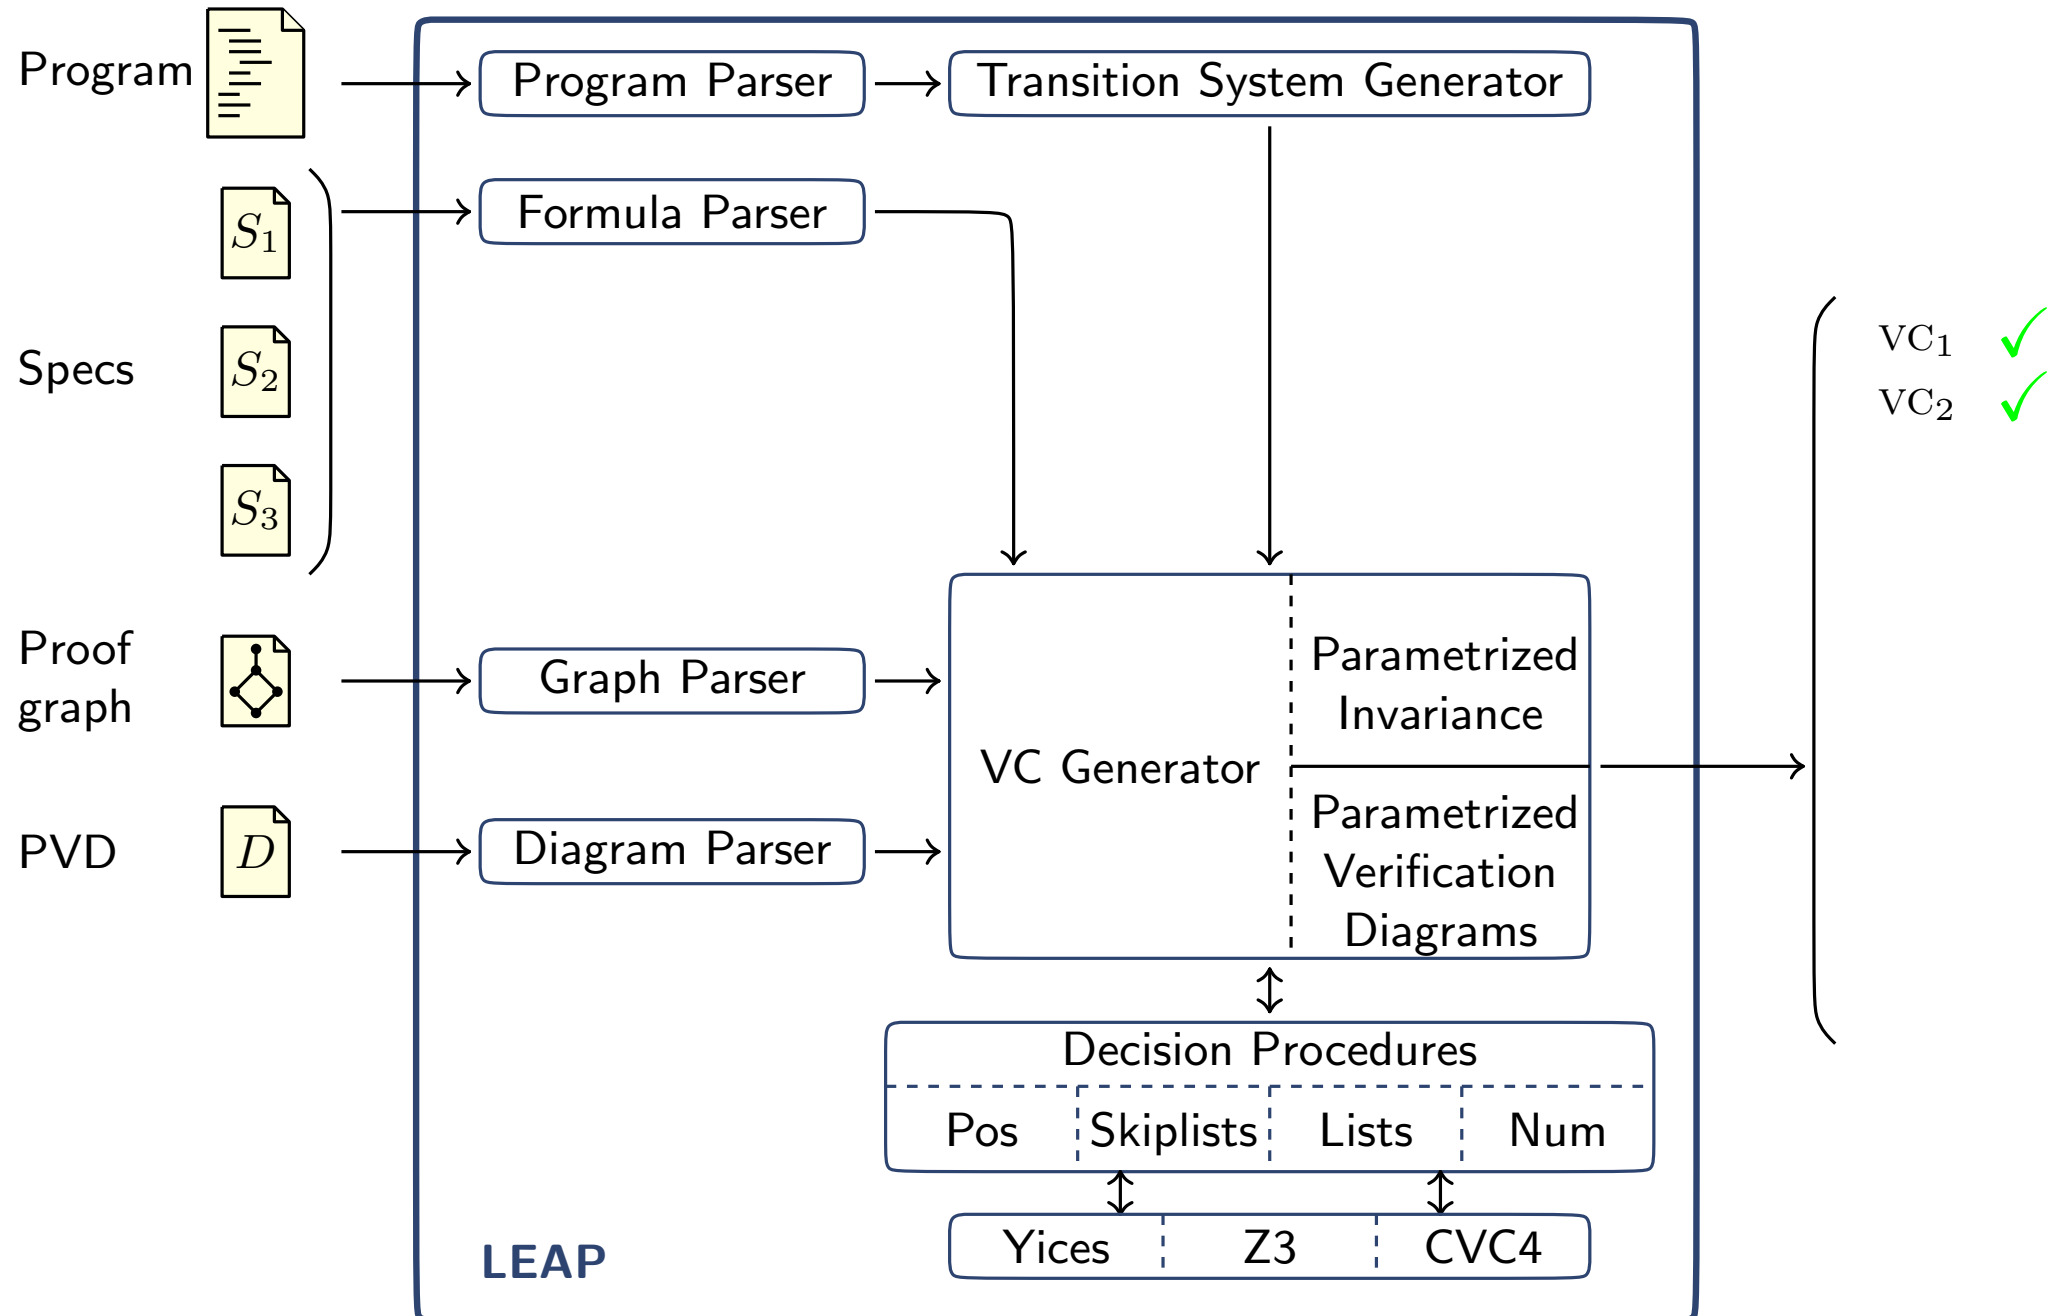 Program
Program Parser
Transition System Generator
S1
Formula Parser
Specs
S2
S3
VC1 ✓
VC2 ✓
Proof
graph
Graph Parser
VC Generator
Parametrized
Invariance
Parametrized
Verification
Diagrams
PVD
D
Diagram Parser
Decision Procedures
Pos Skiplists Lists Num
Yices Z3 CVC4
LEAP